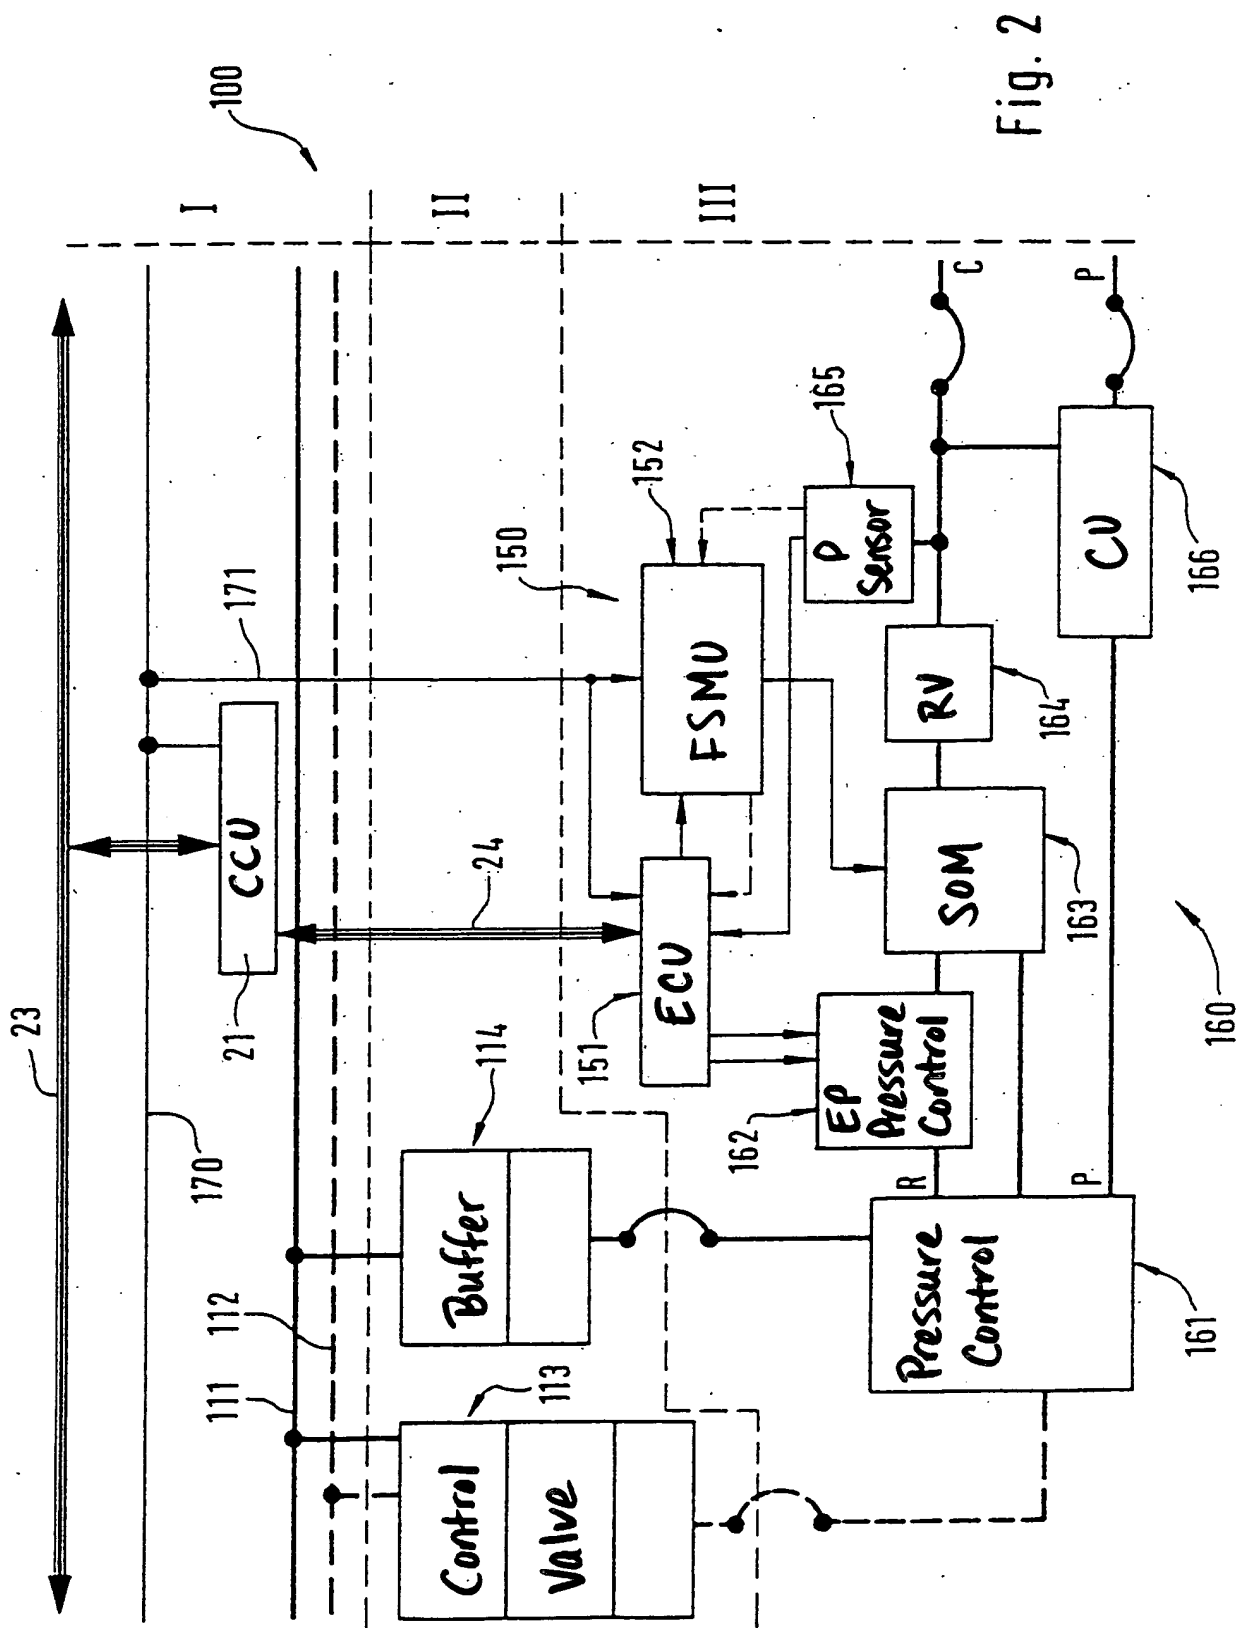 23
170
111
112
21
CCU
171
100
I
II
III
Control
Valve
113
Buffer
114
24
150
151
ECU
152
FSMU
162
EP
Pressure
Control
163
SOM
164
RV
165
P
Sensor
166
CU
161
Pressure
Control
R
P
C
P
160
Fig. 2